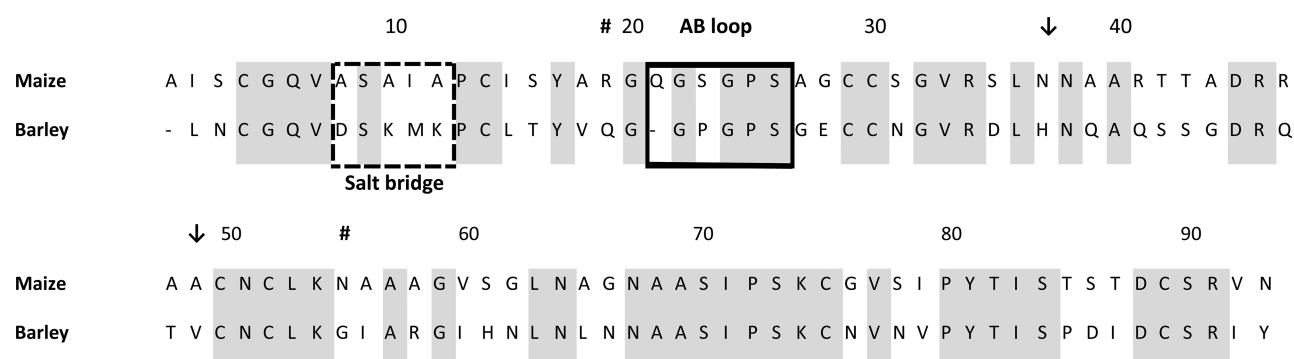 10 # 20 AB loop 30 ↓ 40
Maize A I S C G Q V A S A I A P C I S Y A R G Q G S G P S A G C C S G V R S L N N A A R T T A D R R
Barley - L N C G Q V D S K M K P C L T Y V Q G - G P G P S G E C C N G V R D L H N Q A Q S S G D R Q
Salt bridge
↓ 50 # 60 70 80 90
Maize A A C N C L K N A A A G V S G L N A G N A A S I P S K C G V S I P Y T I S T S T D C S R V N
Barley T V C N C L K G I A R G I H N L N L N N A A S I P S K C N V N V P Y T I S P D I D C S R I Y